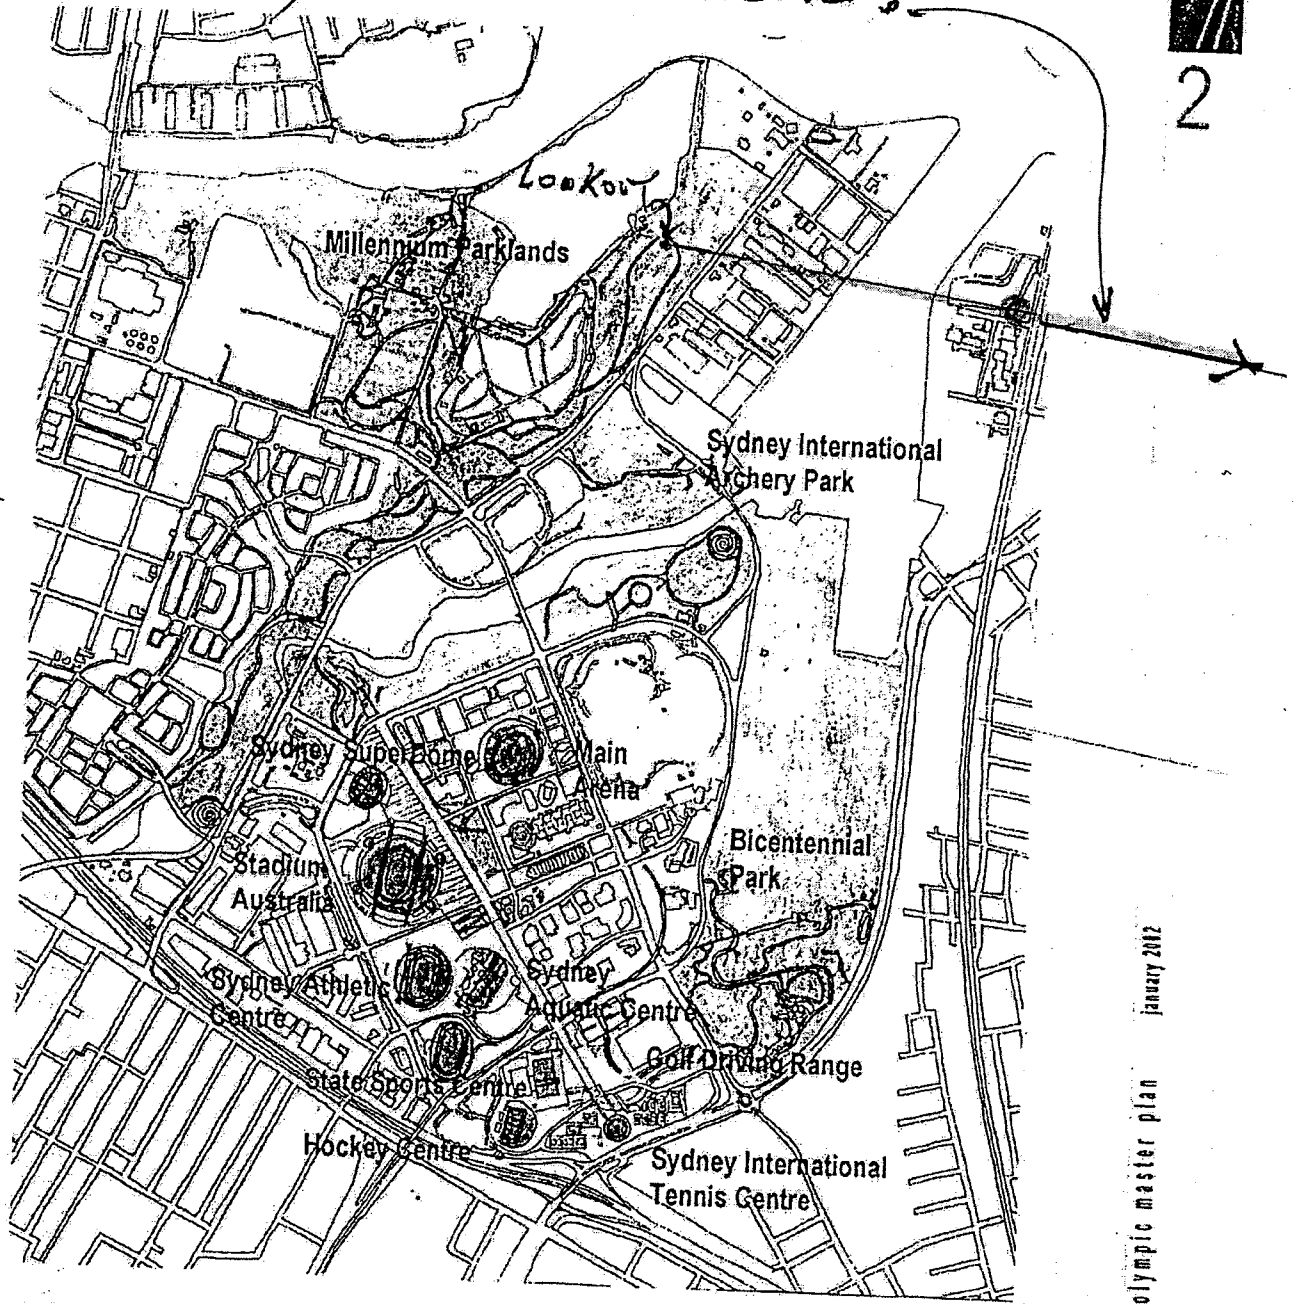 2
Lookout
Millennium Parklands
Sydney International
Archery Park
Sydney SuperDome
Main
Arena
Stadium
Australia
Bicentennial
Park
Sydney Athletic
Centre
Sydney
Aquatic Centre
Golf Driving Range
State Sports Centre
Hockey Centre
Sydney International
Tennis Centre
olympic master plan january 2002